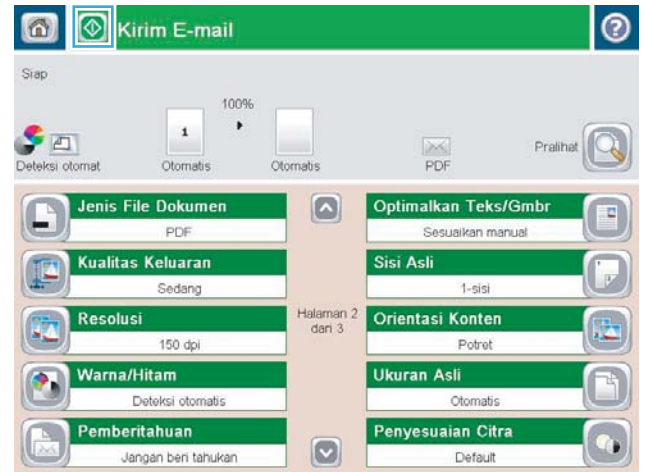 Kirim E-mail
Siap
100%
1
Deteksi otomat
Otomatis
Otomatis
PDF
Pralihat
Jenis File Dokumen
PDF
Kualitas Keluaran
Sedang
Resolusi
150 dpi
Warna/Hitam
Deteksi otomatis
Pemberitahuan
Jangan beri tahukan
Halaman 2
dari 3
Optimalkan Teks/Gmbr
Sesuaikan manual
Sisi Asli
1-sisi
Orientasi Konten
Potret
Ukuran Asli
Otomatis
Penyesuaian Citra
Default